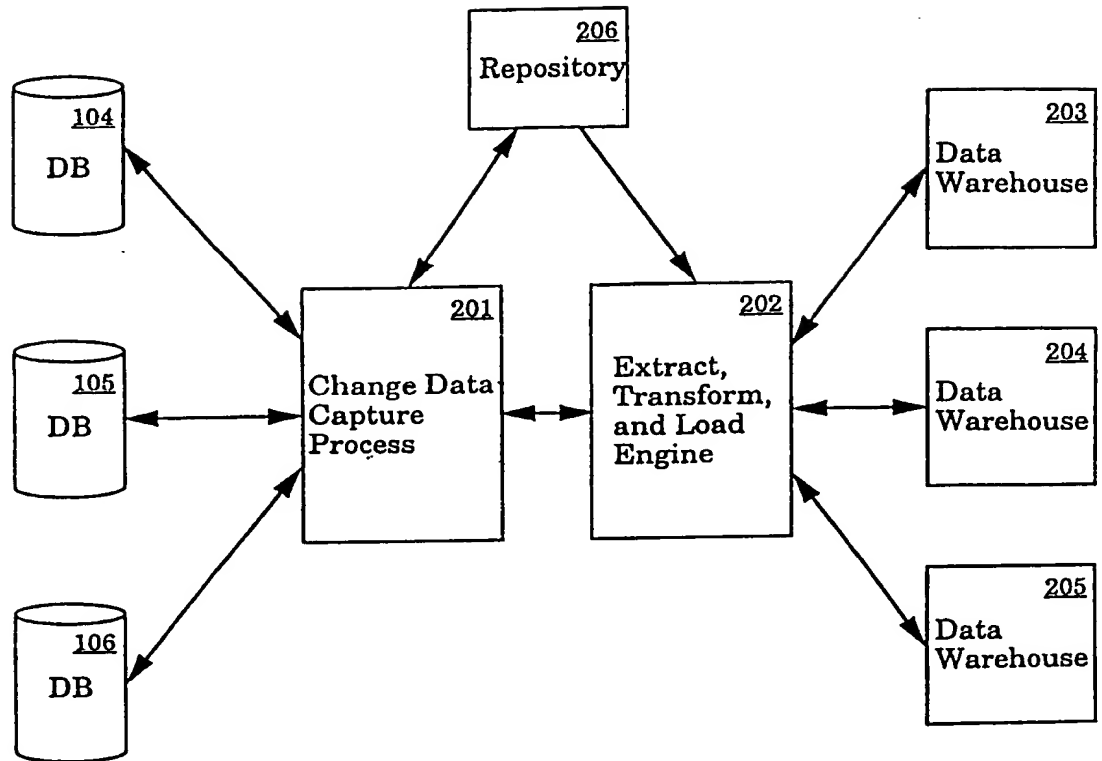 206
Repository
104
DB
203
Data
Warehouse
201
Change Data
Capture
Process
202
Extract,
Transform,
and Load
Engine
105
DB
204
Data
Warehouse
106
DB
205
Data
Warehouse